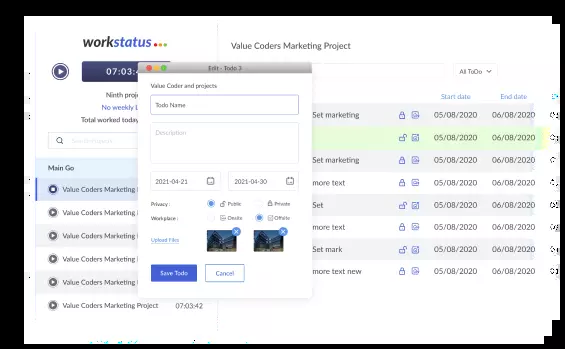 workstatus
07:03:4
Ninth proje
No weekly L
Total worked today
Main Go
Value Coders Marketing P
Value Coders Marketing P
Value Coders Marketing P
Value Coders Marketing P
Value Coders Marketing P
Value Coders Marketing Project 07:03:42
Edit - Todo 3
Value Coder and projects
Todo Name
Description
2021-04-21 2021-04-30
Privacy : Public Private
Workplace : Onsite Offsite
Upload Files
Save Todo Cancel
Value Coders Marketing Project
All ToDo
Start date End date
Set marketing 05/08/2020 06/08/2020
05/08/2020 06/08/2020
Set marketing 05/08/2020 06/08/2020
more text 05/08/2020 06/08/2020
Set 05/08/2020 06/08/2020
more text 05/08/2020 06/08/2020
Set mark 05/08/2020 06/08/2020
more text new 05/08/2020 06/08/2020